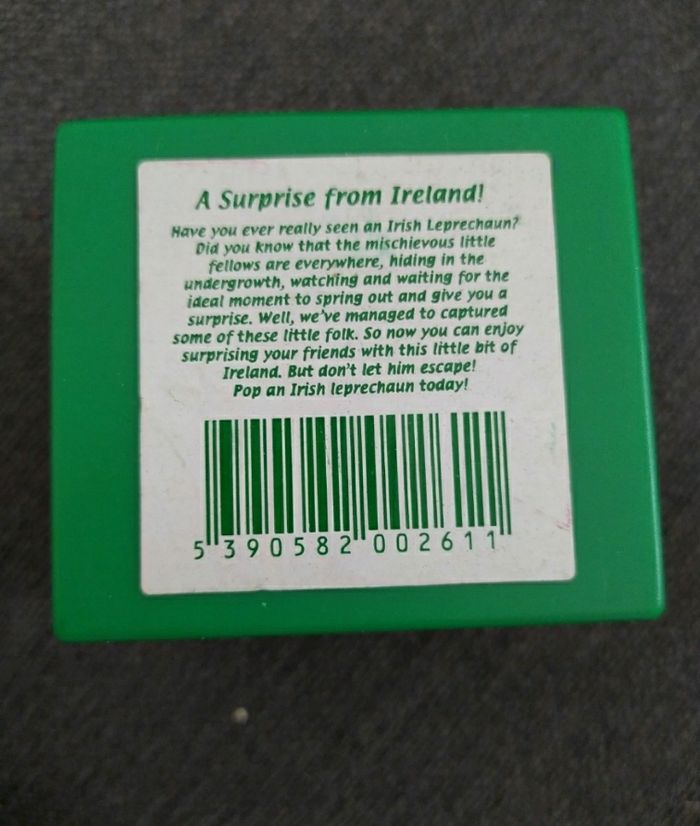 A Surprise from Ireland!
Have you ever really seen an Irish Leprechaun?
Did you know that the mischievous little
fellows are everywhere, hiding in the
undergrowth, watching and waiting for the
ideal moment to spring out and give you a
surprise. Well, we've managed to captured
some of these little folk. So now you can enjoy
surprising your friends with this little bit of
Ireland. But don't let him escape!
Pop an Irish leprechaun today!
5 390582 002611